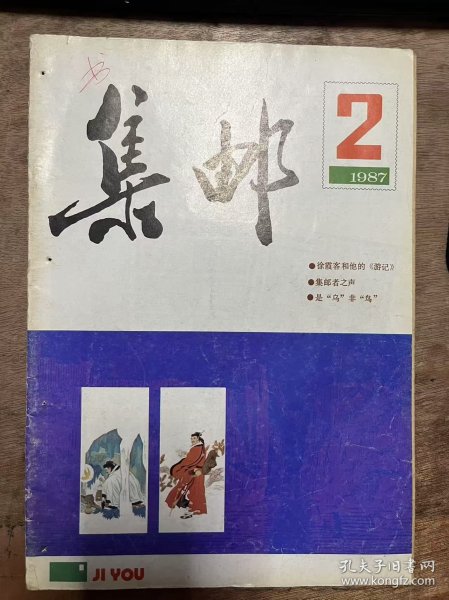 集邮
2
1987
●徐霞客和他的《游记》
●集邮者之声
●是“乌”非“鸟”
JI YOU
孔夫子旧书网
www.kongfz.com